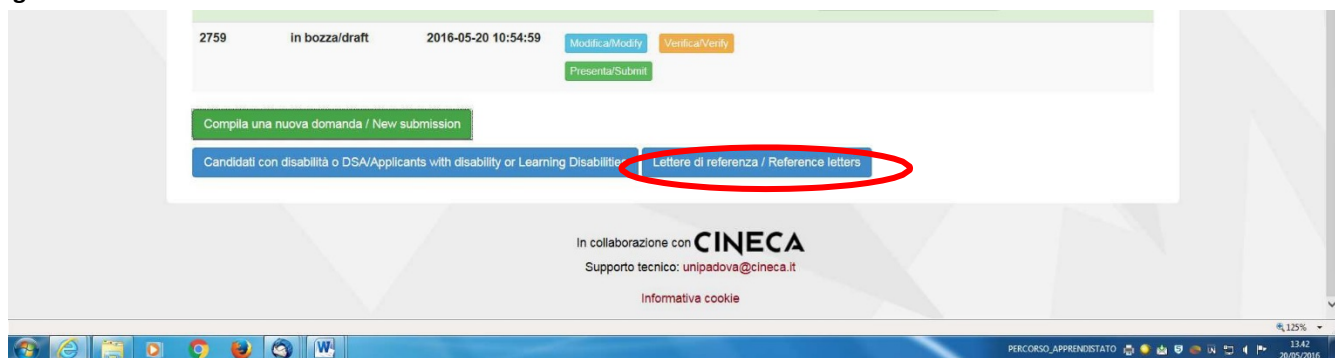 2759 in bozza/draft 2016-05-20 10:54:59 Modifica/Modify Verifica/Verify
Presenta/Submit
Compila una nuova domanda / New submission
Candidati con disabilità o DSA/Applicants with disability or Learning Disabilities Lettere di referenza / Reference letters
In collaborazione con CINECA
Supporto tecnico: unipadova@cineca.it
Informativa cookie
125%
PERCORSO_APPRENDISTATO 13.42
20/05/2016